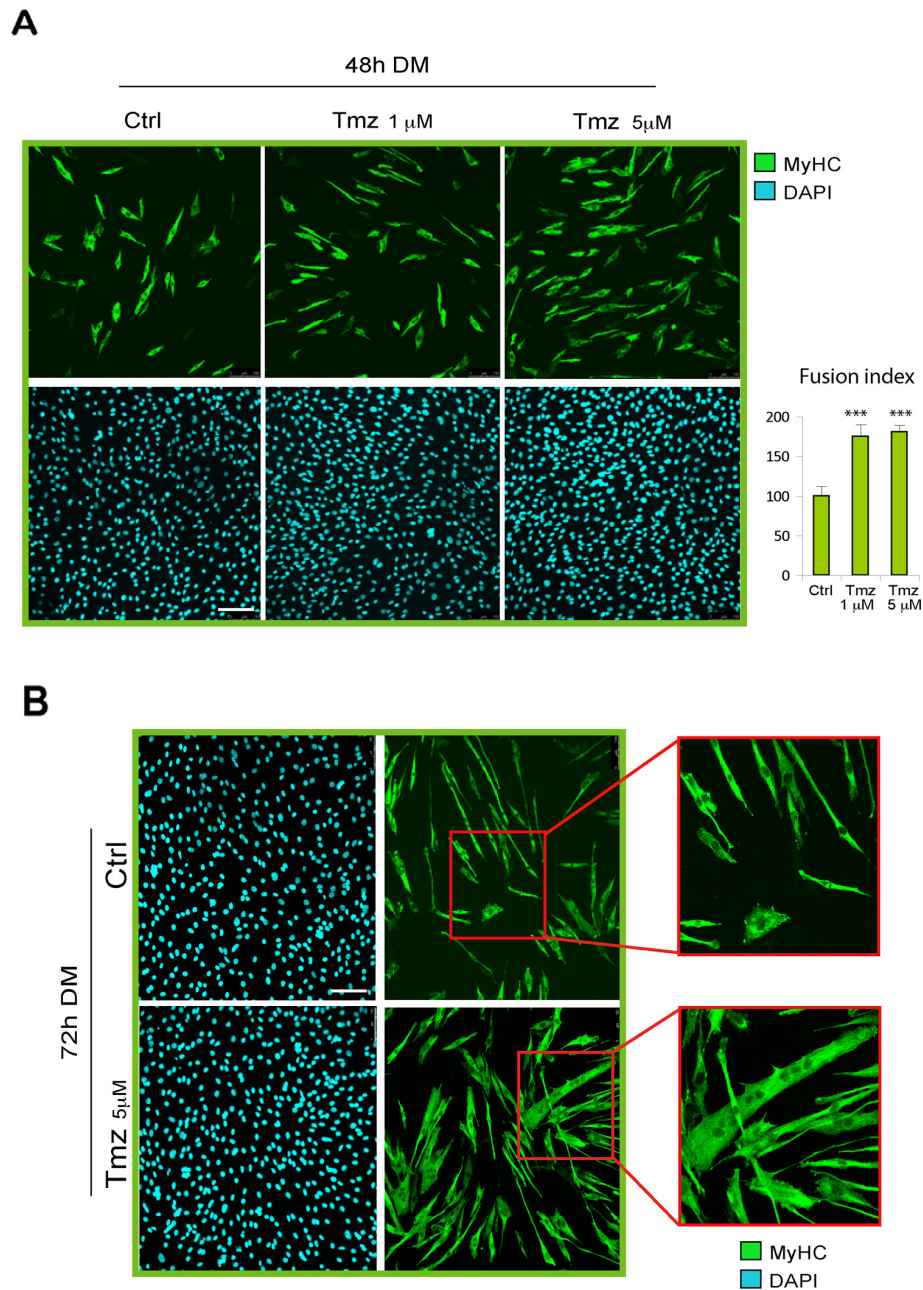 A
48h DM
Ctrl
Tmz 1 μM
Tmz 5μM
MyHC
DAPI
Fusion index
200
150
100
50
0
***
***
Ctrl
Tmz 1 μM
Tmz 5 μM
B
72h DM
Ctrl
Tmz 5μM
MyHC
DAPI